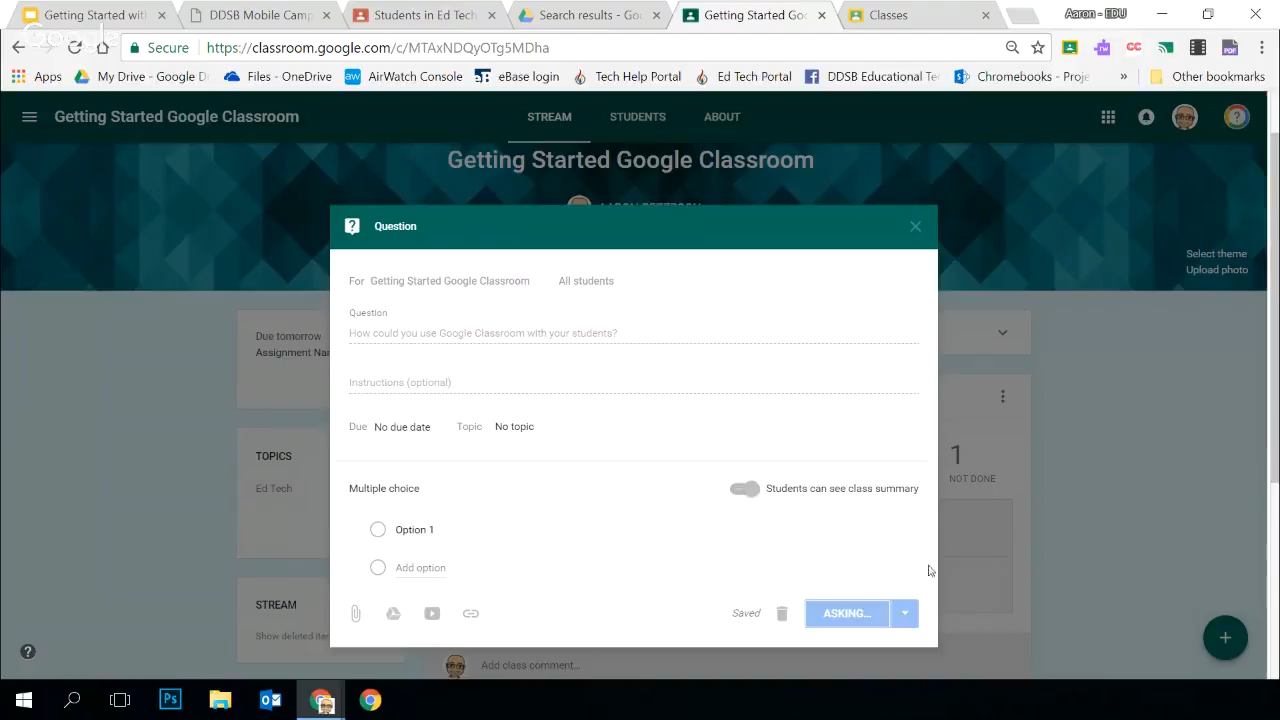 Getting Started with
DDSB Mobile Camp
Students in Ed Tech
Search results - Goo
Getting Started Goo
Classes
Aaron - EDU
Google
Secure
https://classroom.google.com/c/MTAxNDQyOTg5MDha
Apps
My Drive - Google D
Files - OneDrive
AirWatch Console
eBase login
Tech Help Portal
Ed Tech Portal
DDSB Educational Te
Chromebooks - Proje
»
Other bookmarks
Getting Started Google Classroom
STREAM
STUDENTS
ABOUT
Getting Started Google Classroom
Select theme
Upload photo
Question
For Getting Started Google Classroom
All students
Question
How could you use Google Classroom with your students?
Instructions (optional)
Due No due date
Topic No topic
Multiple choice
Students can see class summary
Option 1
Add option
Saved
ASKING...
Due tomorrow
Assignment Na
TOPICS
Ed Tech
STREAM
Show deleted ite
1
NOT DONE
Add class comment...